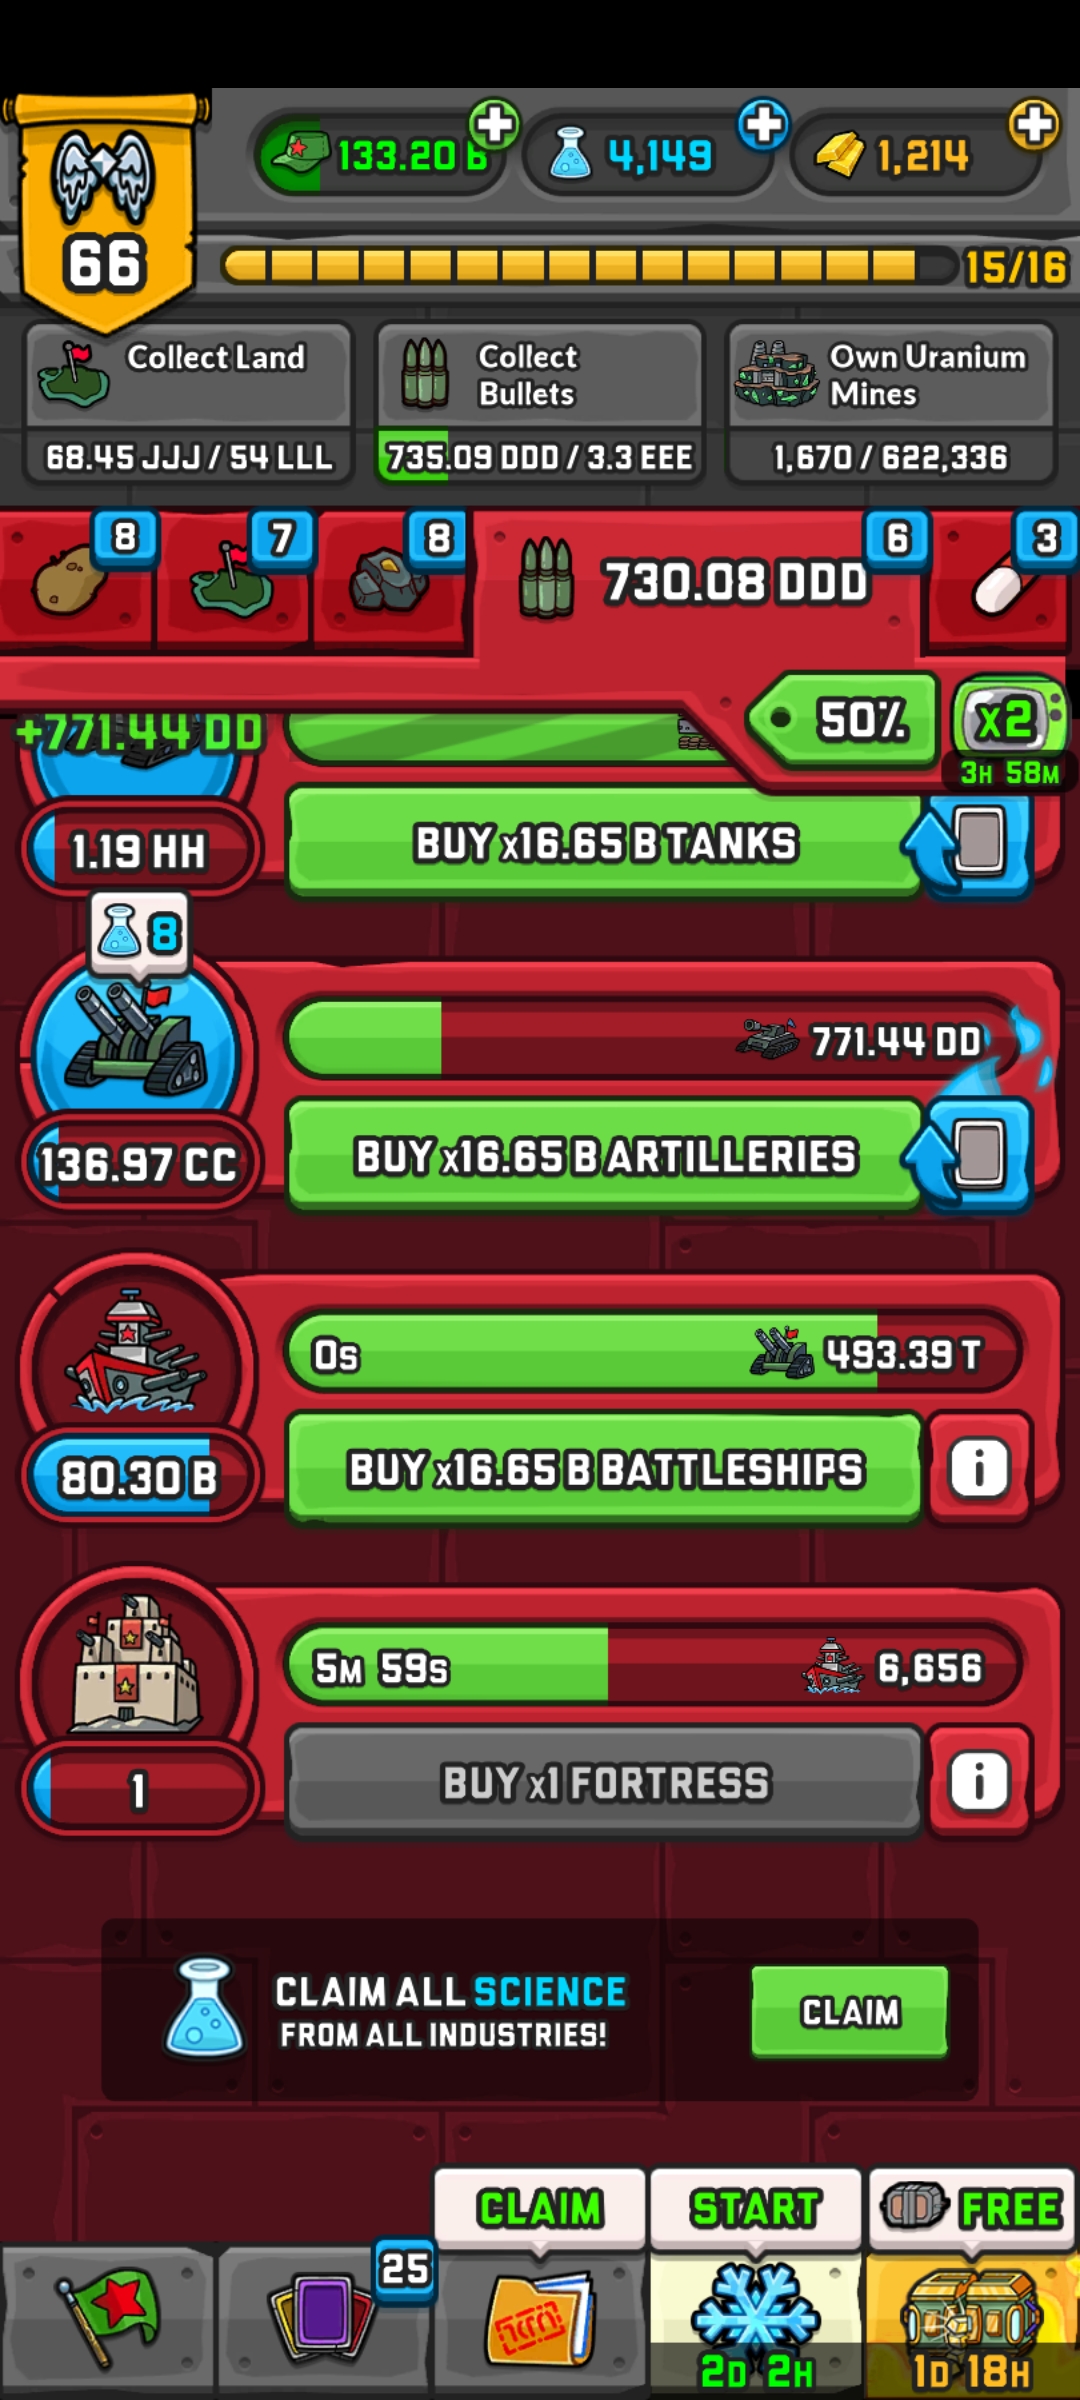 133.20 B
4,149
1,214
66
15/16
Collect Land
68.45 JJJ / 54 LLL
Collect
Bullets
735.09 DDD / 3.3 EEE
Own Uranium
Mines
1,670 / 622,336
8
7
8
730.08 DDD
6
3
50%
x2
3H 58M
+771.44 DD
1.19 HH
BUY x16.65 B TANKS
8
771.44 DD
136.97 CC
BUY x16.65 B ARTILLERIES
0s
493.39 T
80.30 B
BUY x16.65 B BATTLESHIPS
i
5M 59s
6,656
1
BUY x1 FORTRESS
i
CLAIM ALL SCIENCE
FROM ALL INDUSTRIES!
CLAIM
CLAIM
START
FREE
25
2D 2H
1D 18H